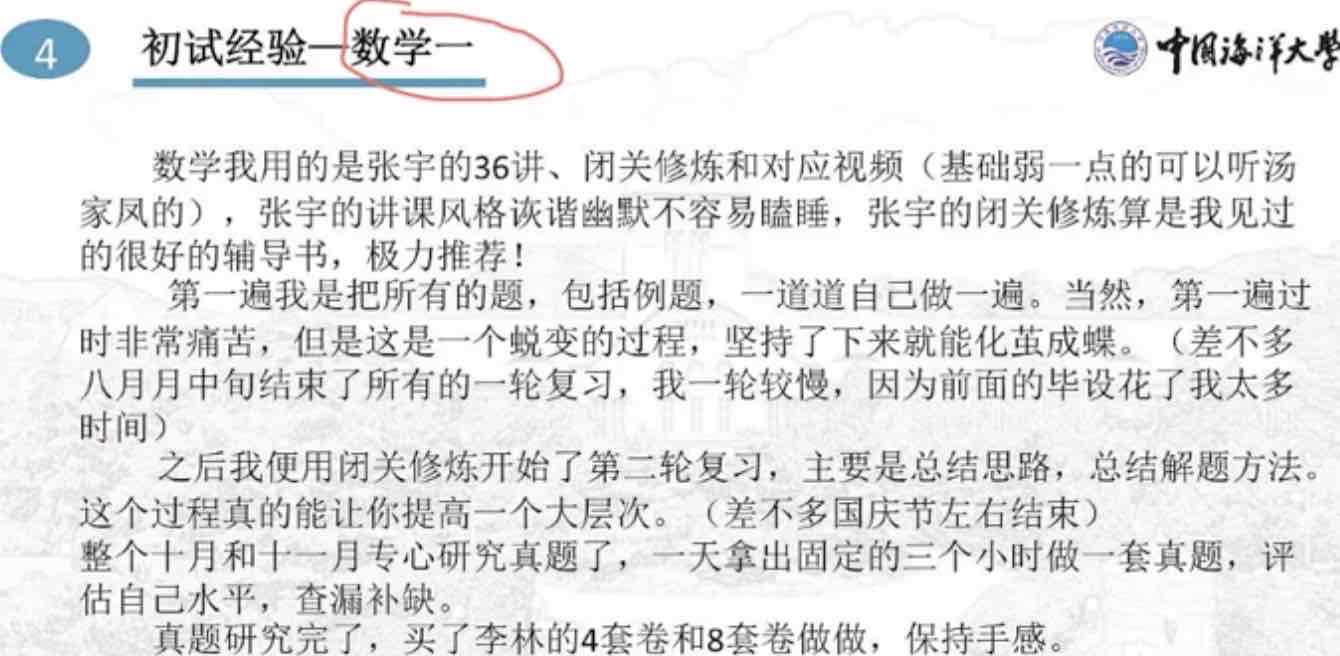 4
初试经验—数学一
中国海洋大学
数学我用的是张宇的36讲、闭关修炼和对应视频（基础弱一点的可以听汤
家凤的），张宇的讲课风格诙谐幽默不容易瞌睡，张宇的闭关修炼算是我见过
的很好的辅导书，极力推荐！
第一遍我是把所有的题，包括例题，一道道自己做一遍。当然，第一遍过
时非常痛苦，但是这是一个蜕变的过程，坚持了下来就能化茧成蝶。（差不多
八月月中旬结束了所有的一轮复习，我一轮较慢，因为前面的毕设花了我太多
时间）
之后我便用闭关修炼开始了第二轮复习，主要是总结思路，总结解题方法。
这个过程真的能让你提高一个大层次。（差不多国庆节左右结束）
整个十月和十一月专心研究真题了，一天拿出固定的三个小时做一套真题，评
估自己水平，查漏补缺。
真题研究完了，买了李林的4套卷和8套卷做做，保持手感。